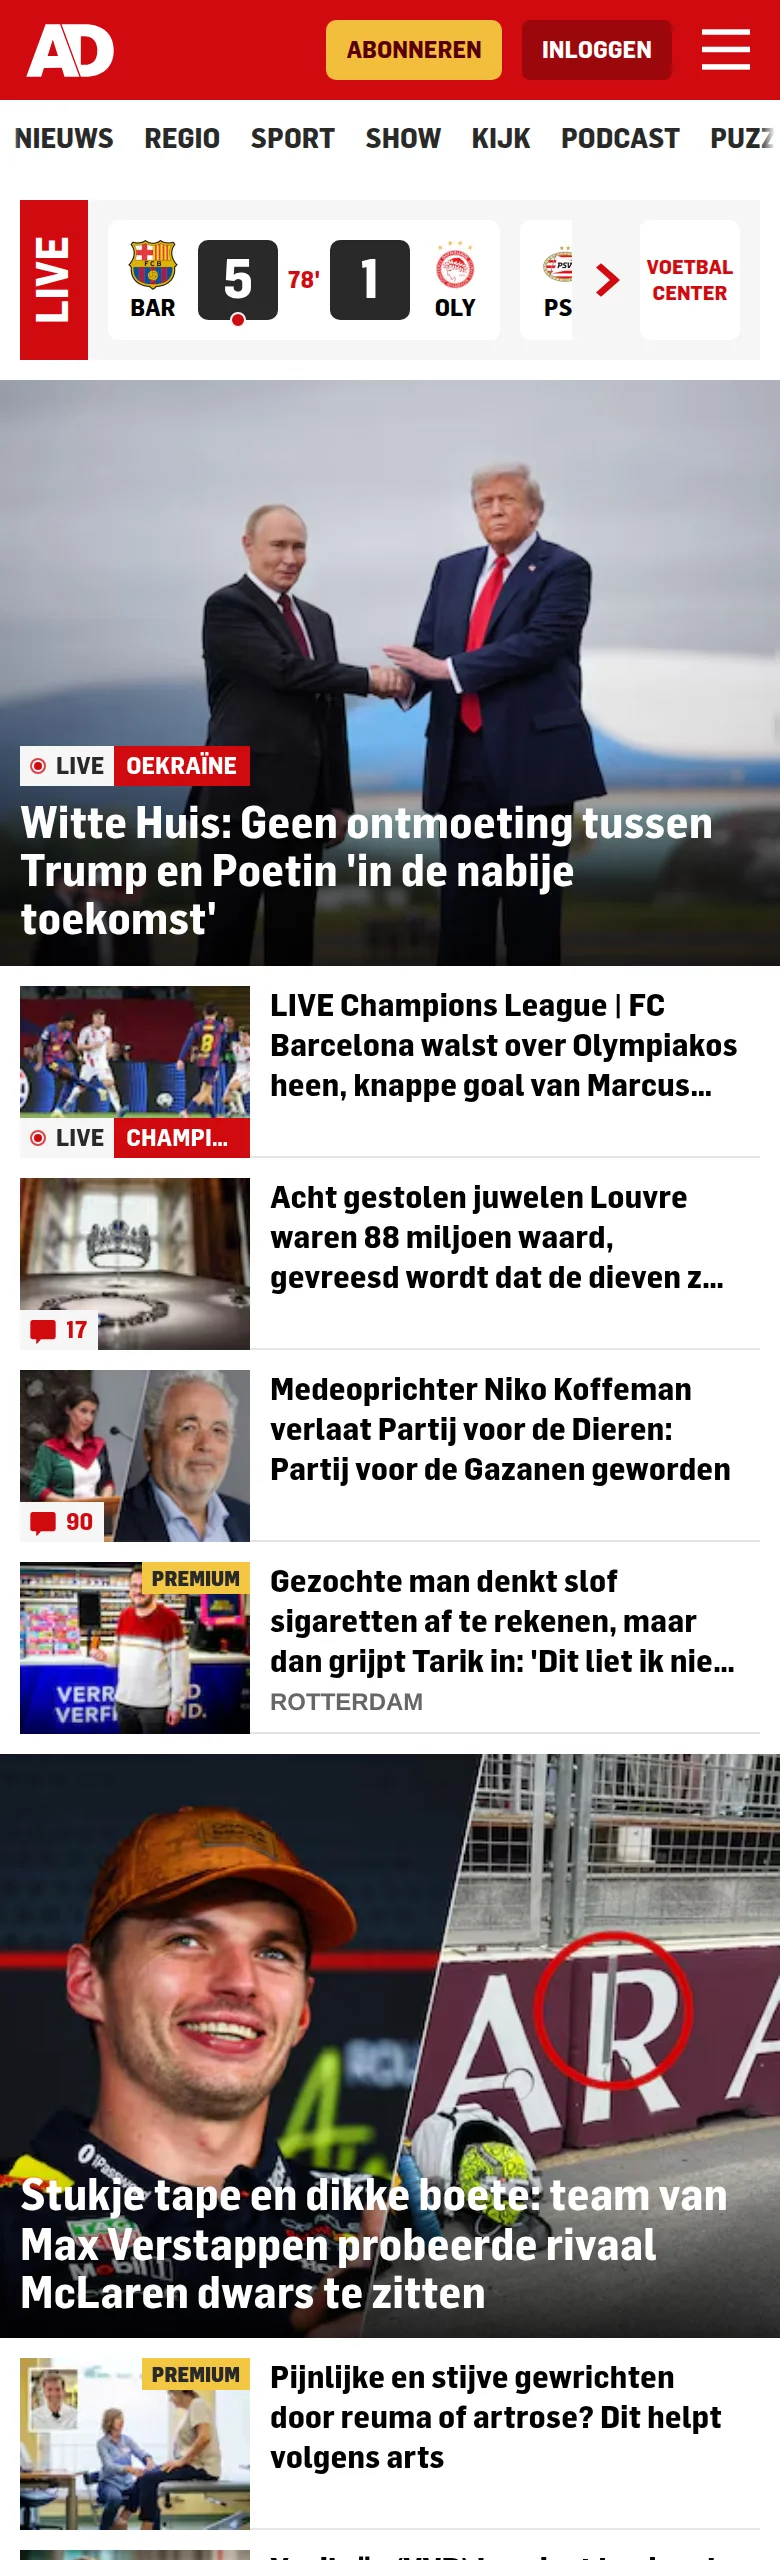 AD
ABONNEREN
INLOGGEN
NIEUWS REGIO SPORT SHOW KIJK PODCAST PUZZ
LIVE
BAR
5
78'
1
OLY
PSV
PS
VOETBAL
CENTER
LIVE OEKRAÏNE
Witte Huis: Geen ontmoeting tussen
Trump en Poetin 'in de nabije
toekomst'
LIVE CHAMPI...
LIVE Champions League | FC
Barcelona walst over Olympiakos
heen, knappe goal van Marcus...
17
Acht gestolen juwelen Louvre
waren 88 miljoen waard,
gevreesd wordt dat de dieven z...
90
Medeoprichter Niko Koffeman
verlaat Partij voor de Dieren:
Partij voor de Gazanen geworden
PREMIUM
Gezochte man denkt slof
sigaretten af te rekenen, maar
dan grijpt Tarik in: 'Dit liet ik nie...
ROTTERDAM
ARA
Stukje tape en dikke boete: team van
Max Verstappen probeerde rivaal
McLaren dwars te zitten
PREMIUM
Pijnlijke en stijve gewrichten
door reuma of artrose? Dit helpt
volgens arts